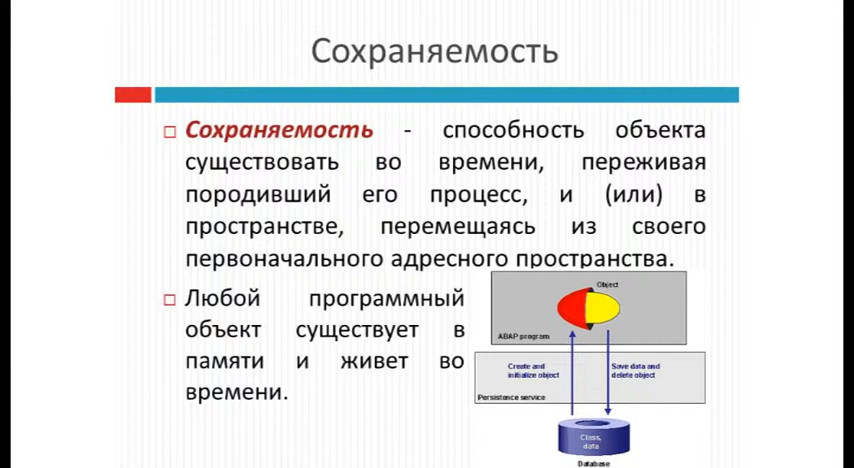 Сохраняемость
Сохраняемость - способность объекта
существовать во времени, переживая
породивший его процесс, и (или) в
пространстве, перемещаясь из своего
первоначального адресного пространства.
Любой программный
объект существует в
памяти и живет во
времени.
Object
ABAP program
Create and
initialize object
Save data and
delete object
Persistence service
Class,
data
Database